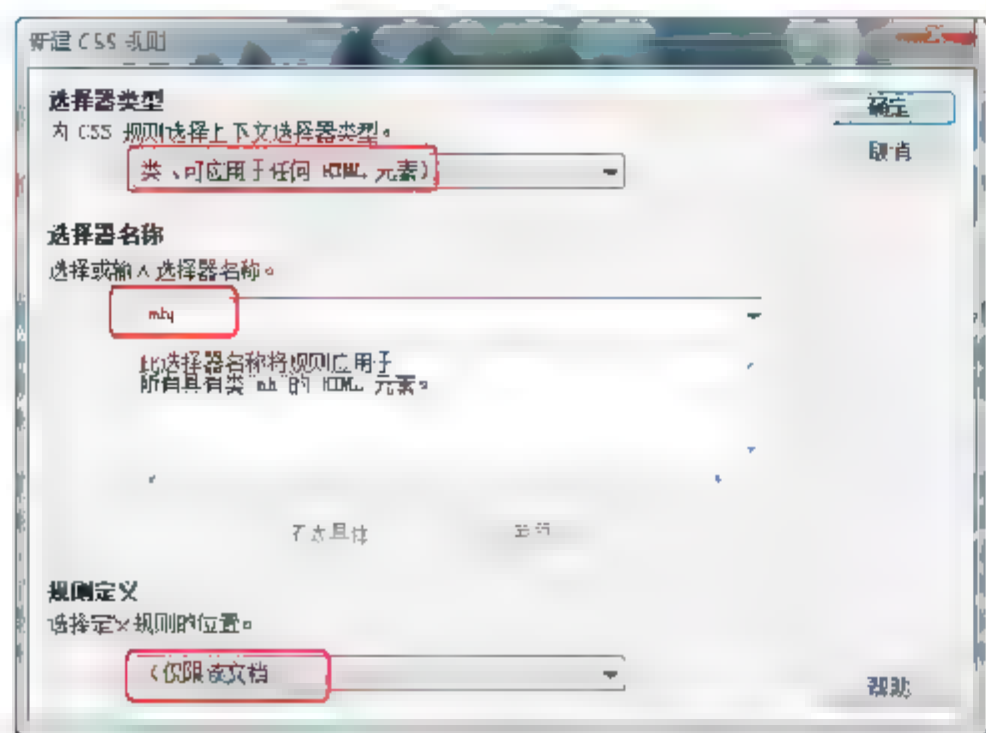 新建 CSS 规则
选择器类型
为 CSS 规则选择上下文选择器类型。
确定
取消
类（可应用于任何 HTML 元素）
选择器名称
选择或输入选择器名称。
此选择器名称将规则应用于
所有具有类 的 HTML 元素。
不太具体
规则定义
选择定义规则的位置。
（仅限该文档
帮助